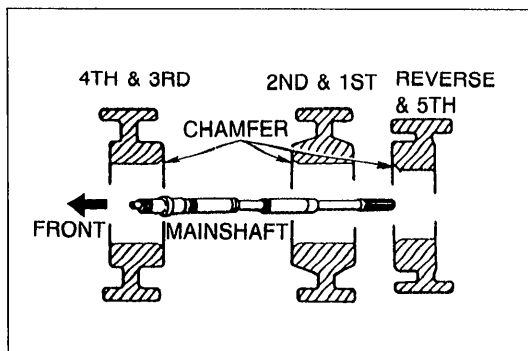 4TH & 3RD
2ND & 1ST
REVERSE
& 5TH
CHAMFER
FRONT
MAINSHAFT